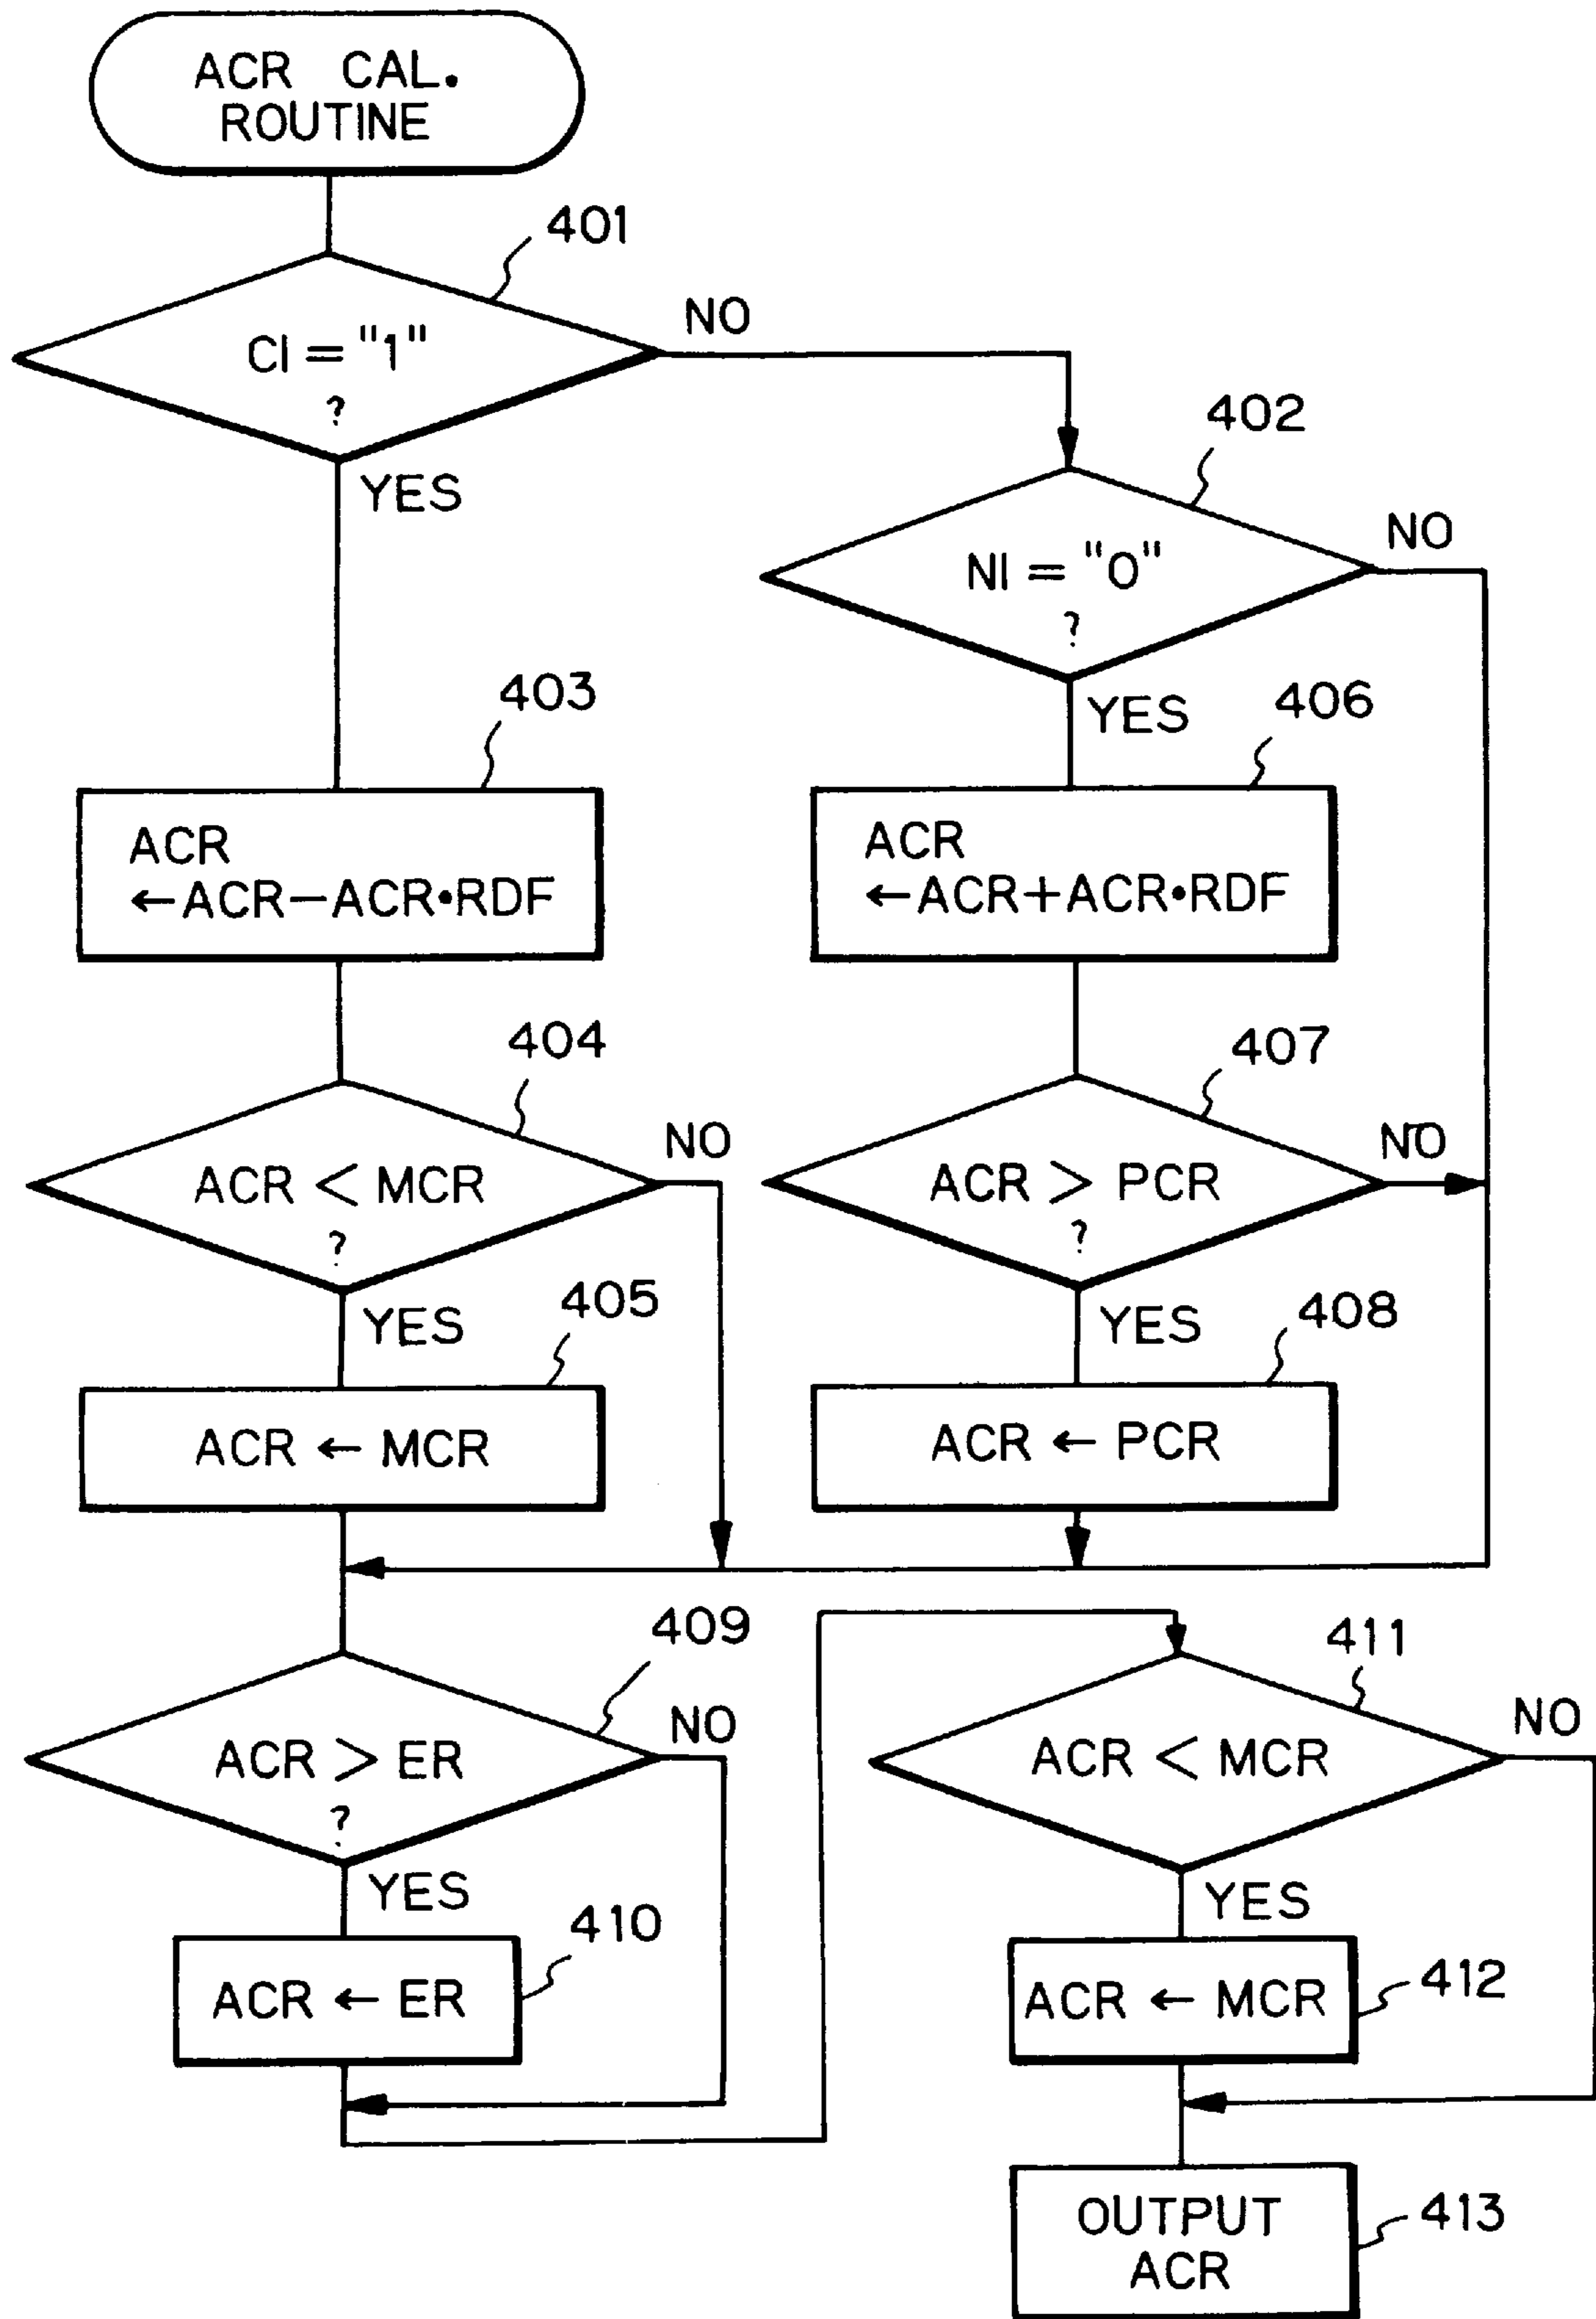 ACR CAL.
ROUTINE
401
CI = "1"
?
NO
YES
402
NI = "0"
?
NO
YES
403
ACR
←ACR−ACR•RDF
406
ACR
←ACR+ACR•RDF
404
ACR < MCR
?
NO
YES
407
ACR > PCR
?
NO
YES
405
ACR ← MCR
408
ACR ← PCR
409
ACR > ER
?
NO
YES
410
ACR ← ER
411
ACR < MCR
NO
YES
412
ACR ← MCR
413
OUTPUT
ACR